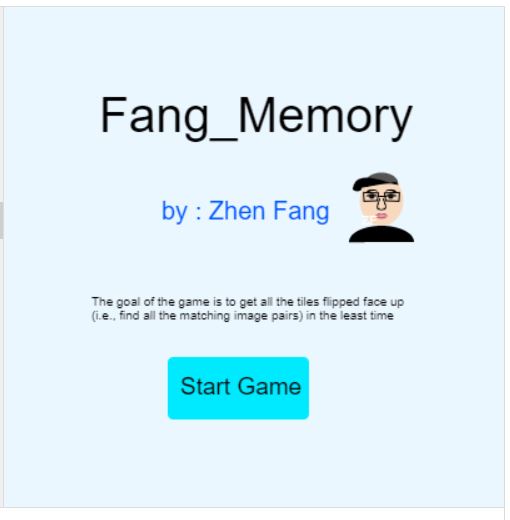 Fang_Memory
by : Zhen Fang
ZF
The goal of the game is to get all the tiles flipped face up
(i.e., find all the matching image pairs) in the least time
Start Game